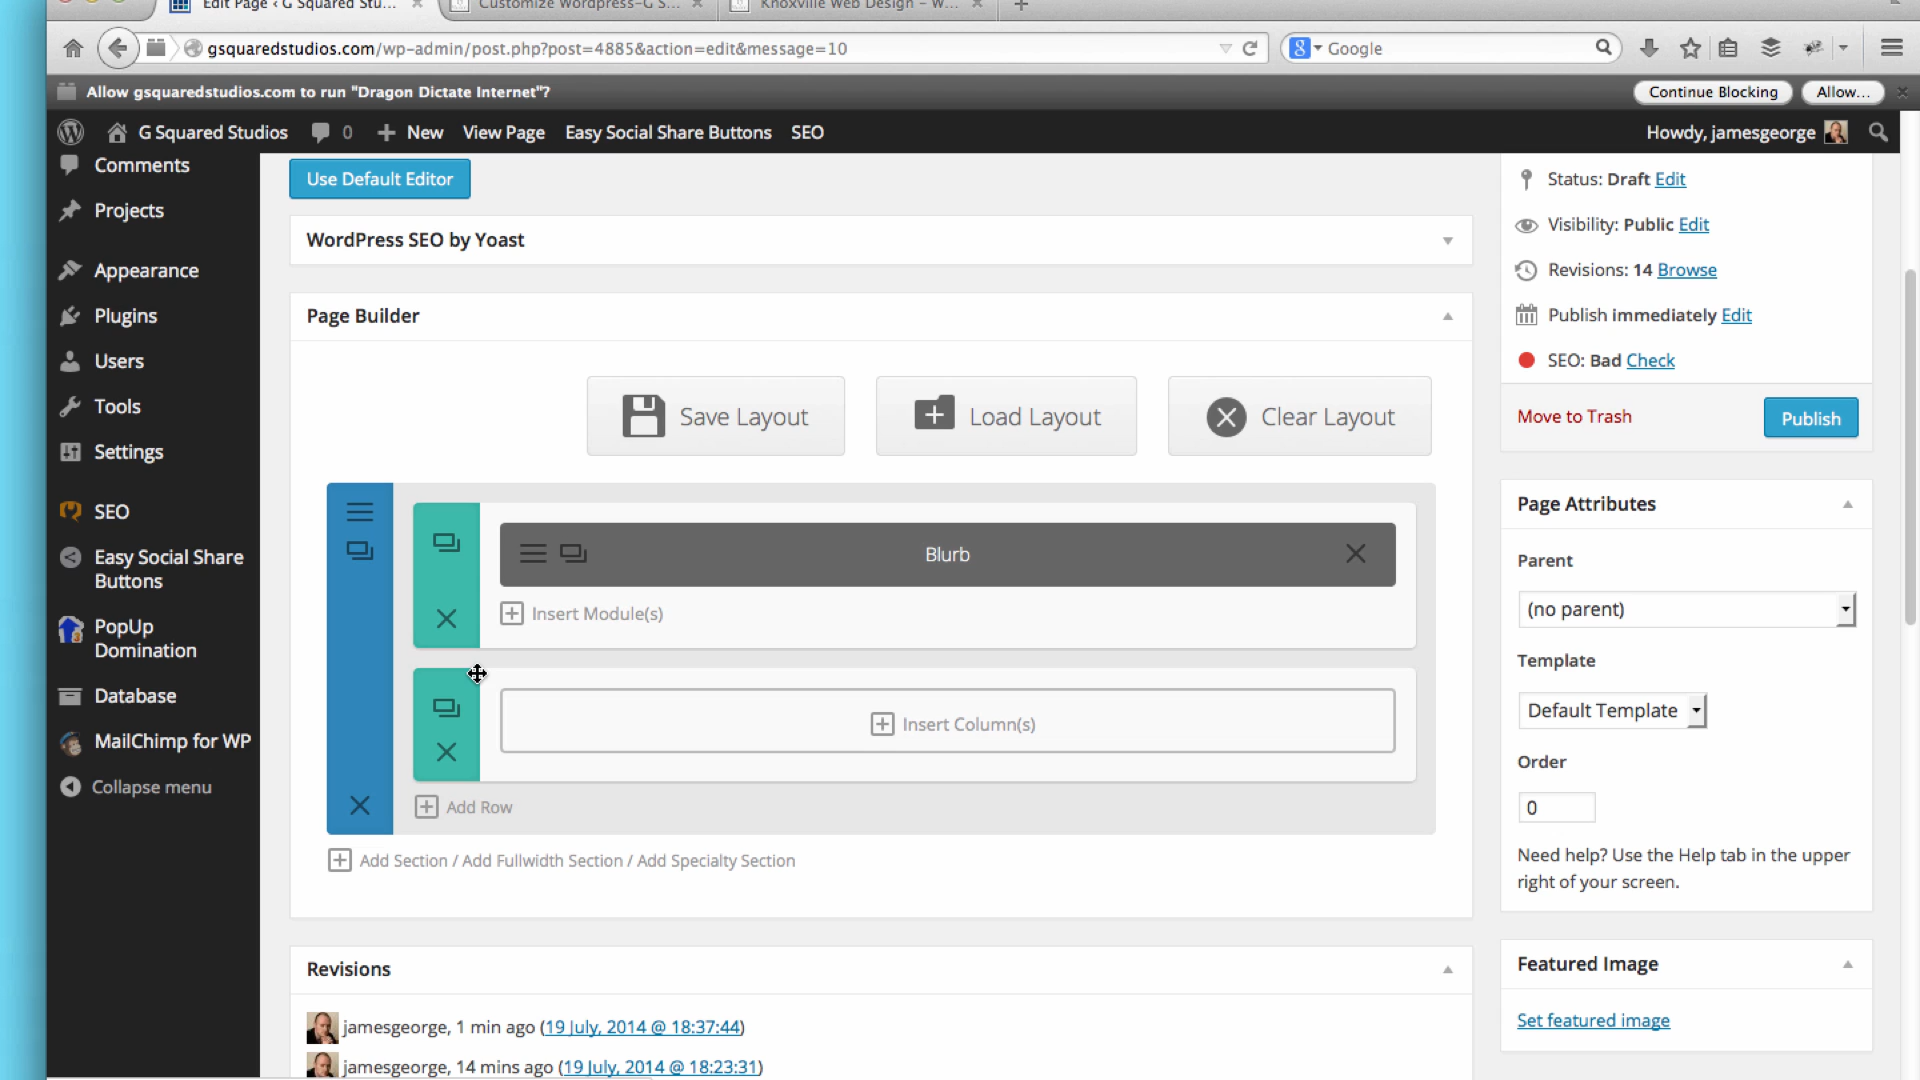 Edit Page ‹ G Squared Stu...
Customize Wordpress-G S...
Knoxville Web Design – W...
gsquaredstudios.com/wp-admin/post.php?post=4885&action=edit&message=10
Google
Allow gsquaredstudios.com to run "Dragon Dictate Internet"?
Continue Blocking
Allow...
G Squared Studios
0
New
View Page
Easy Social Share Buttons
SEO
Howdy, jamesgeorge
Comments
Projects
Appearance
Plugins
Users
Tools
Settings
SEO
Easy Social Share
Buttons
PopUp
Domination
Database
MailChimp for WP
Collapse menu
Use Default Editor
WordPress SEO by Yoast
Page Builder
Save Layout
Load Layout
Clear Layout
Blurb
Insert Module(s)
Insert Column(s)
Add Row
Add Section / Add Fullwidth Section / Add Specialty Section
Revisions
jamesgeorge, 1 min ago (19 July, 2014 @ 18:37:44)
jamesgeorge, 14 mins ago (19 July, 2014 @ 18:23:31)
Status: Draft Edit
Visibility: Public Edit
Revisions: 14 Browse
Publish immediately Edit
SEO: Bad Check
Move to Trash
Publish
Page Attributes
Parent
(no parent)
Template
Default Template
Order
0
Need help? Use the Help tab in the upper
right of your screen.
Featured Image
Set featured image